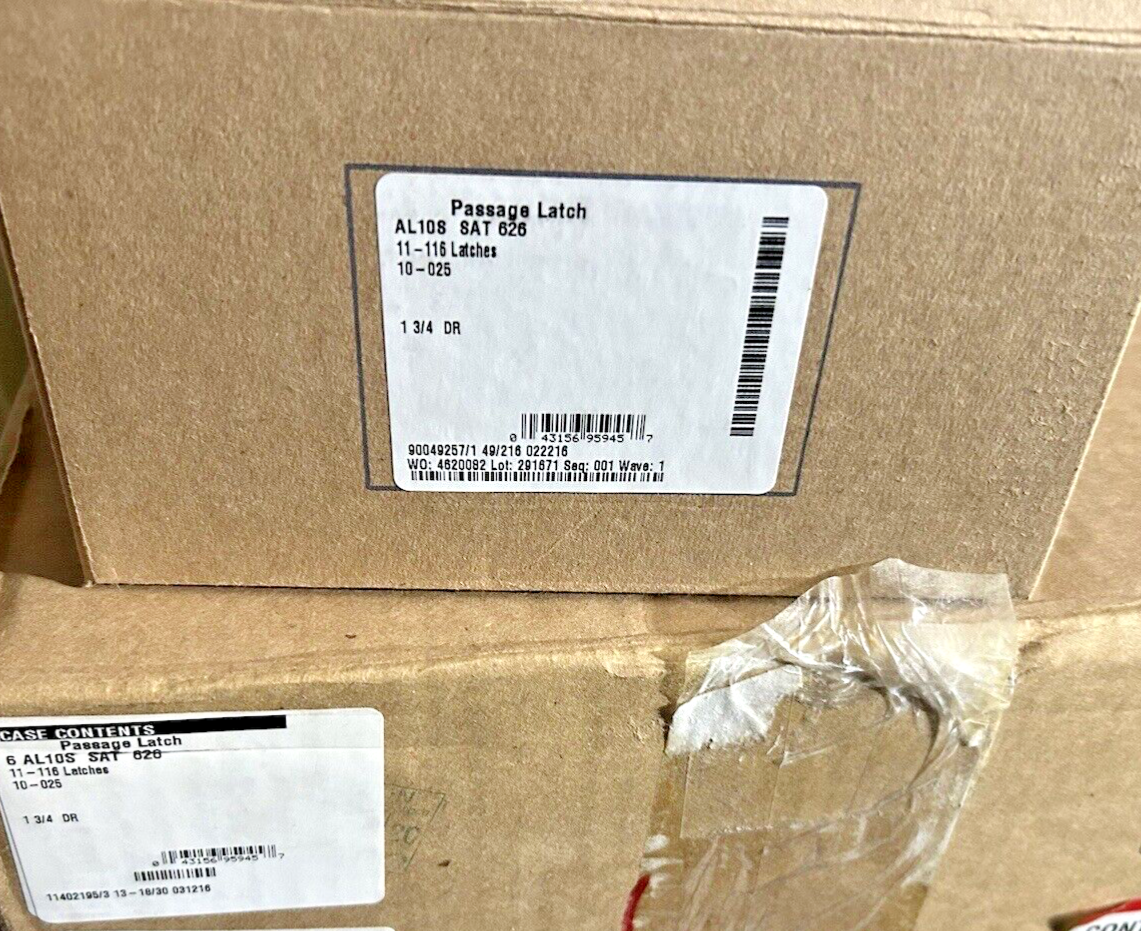 Passage Latch
AL10S SAT 626
11-116 Latches
10-025
1 3/4 DR
0 43156 95945 7
90049257/1 49/216 022216
WO: 4620082 Lot: 291671 Seq: 001 Wave: 1
CASE CONTENTS
Passage Latch
6 AL10S SAT 626
11-116 Latches
10-025
1 3/4 DR
0 43156 95945 7
11402195/3 13-18/30 031216